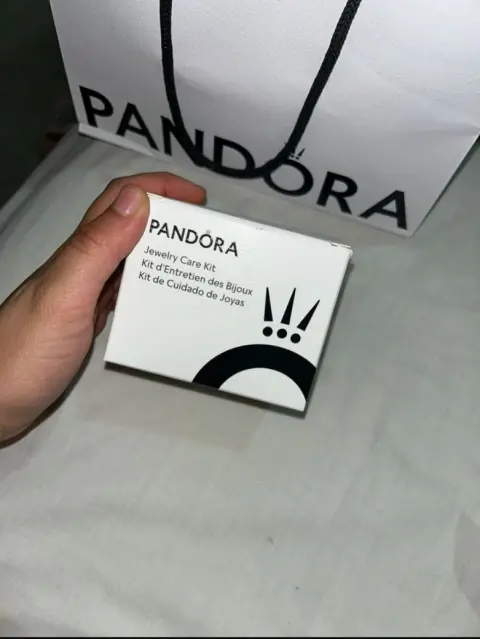 PANDORA
PANDORA
Jewelry Care Kit
Kit d'Entretien des Bijoux
Kit de Cuidado de Joyas